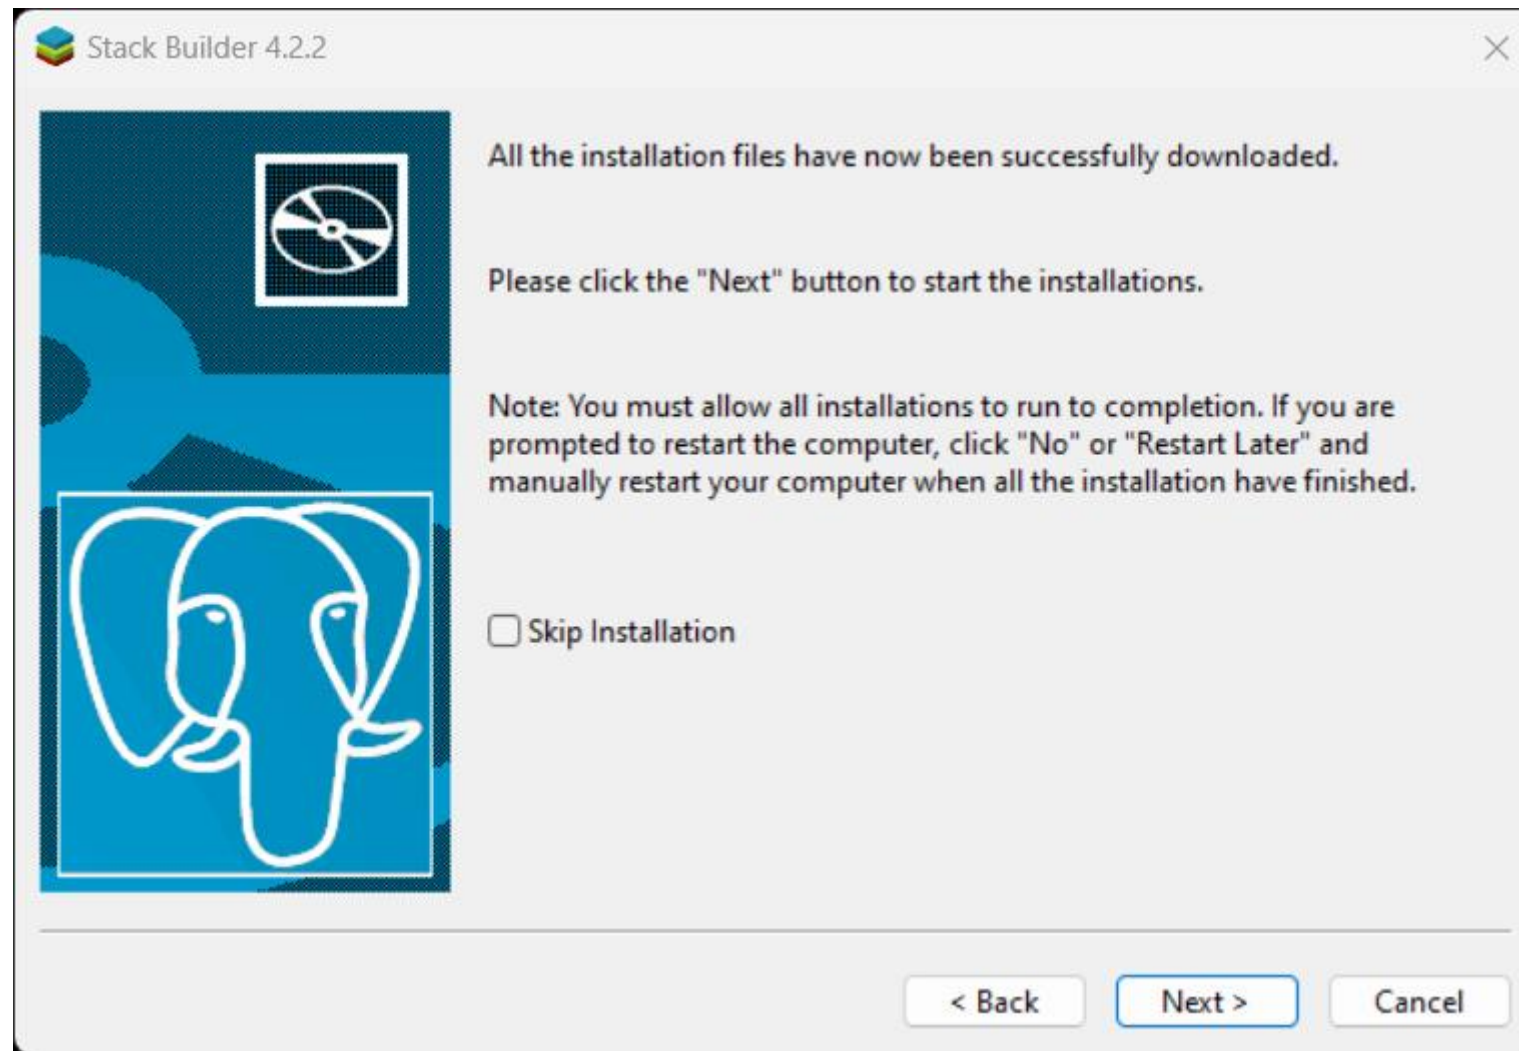 Stack Builder 4.2.2
All the installation files have now been successfully downloaded.
Please click the "Next" button to start the installations.
Note: You must allow all installations to run to completion. If you are
prompted to restart the computer, click "No" or "Restart Later" and
manually restart your computer when all the installation have finished.
Skip Installation
< Back
Next >
Cancel